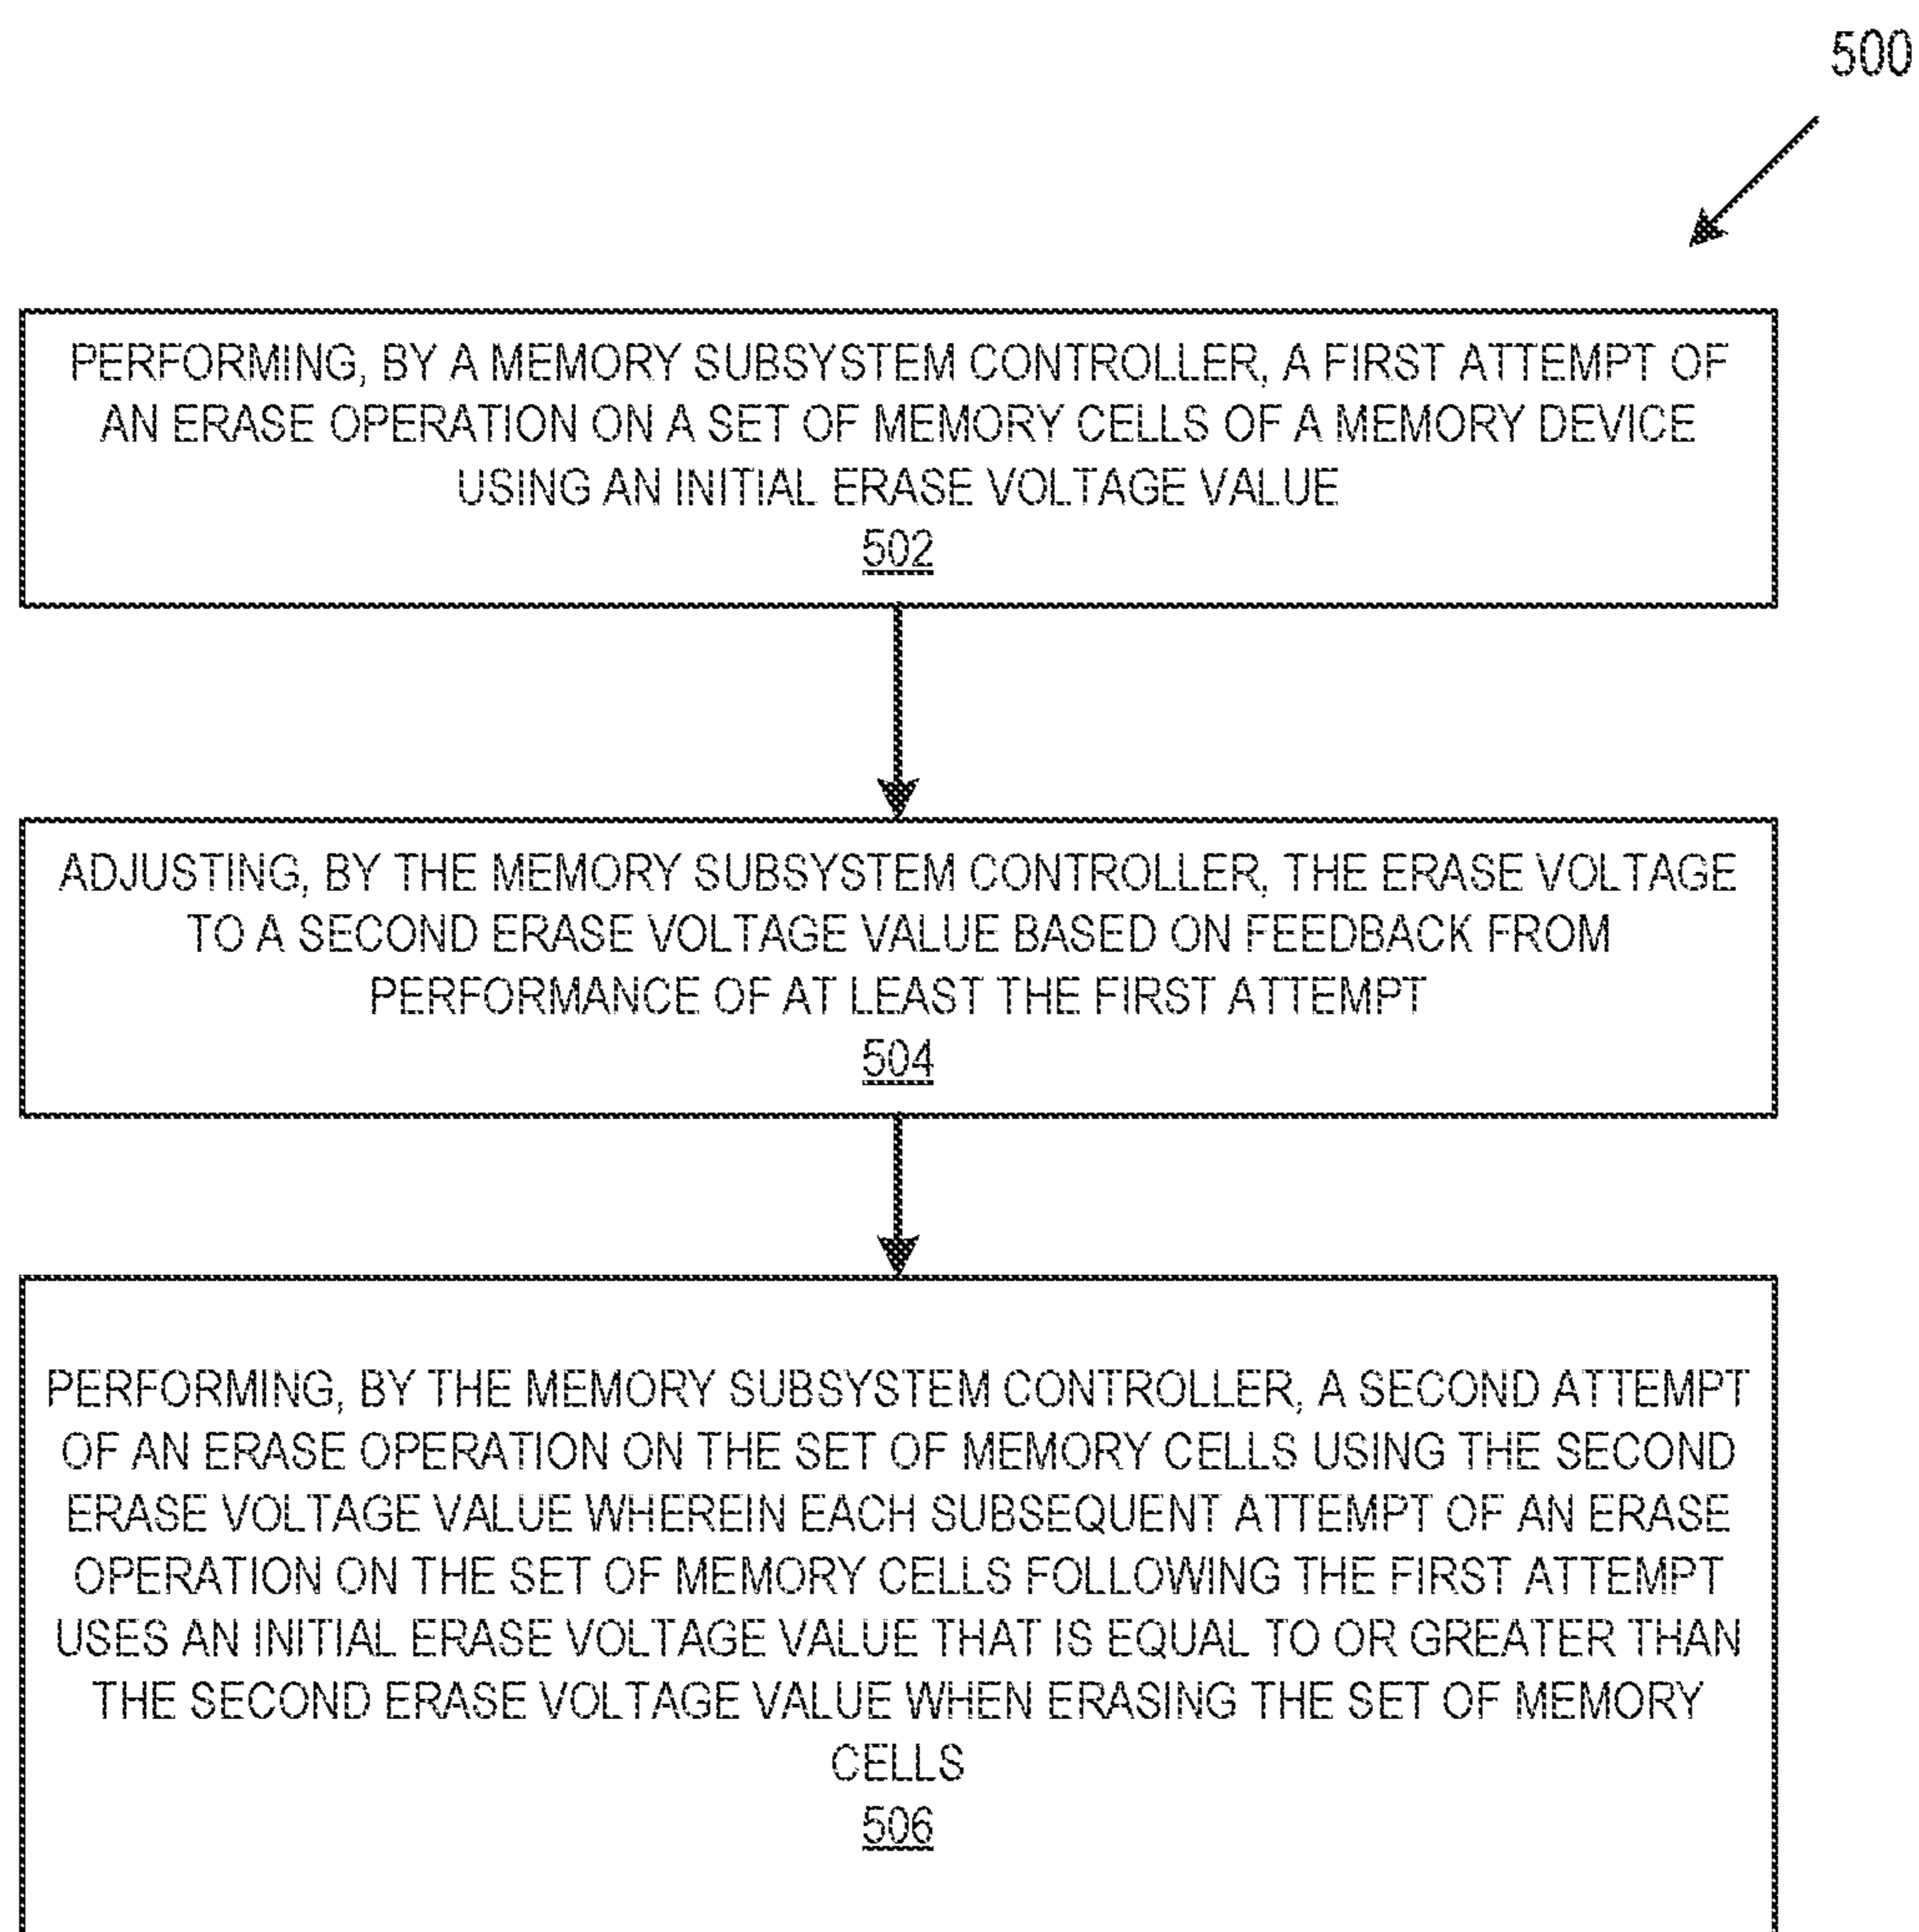 500
PERFORMING, BY A MEMORY SUBSYSTEM CONTROLLER, A FIRST ATTEMPT OF
AN ERASE OPERATION ON A SET OF MEMORY CELLS OF A MEMORY DEVICE
USING AN INITIAL ERASE VOLTAGE VALUE
502
ADJUSTING, BY THE MEMORY SUBSYSTEM CONTROLLER, THE ERASE VOLTAGE
TO A SECOND ERASE VOLTAGE VALUE BASED ON FEEDBACK FROM
PERFORMANCE OF AT LEAST THE FIRST ATTEMPT
504
PERFORMING, BY THE MEMORY SUBSYSTEM CONTROLLER, A SECOND ATTEMPT
OF AN ERASE OPERATION ON THE SET OF MEMORY CELLS USING THE SECOND
ERASE VOLTAGE VALUE WHEREIN EACH SUBSEQUENT ATTEMPT OF AN ERASE
OPERATION ON THE SET OF MEMORY CELLS FOLLOWING THE FIRST ATTEMPT
USES AN INITIAL ERASE VOLTAGE VALUE THAT IS EQUAL TO OR GREATER THAN
THE SECOND ERASE VOLTAGE VALUE WHEN ERASING THE SET OF MEMORY
CELLS
506